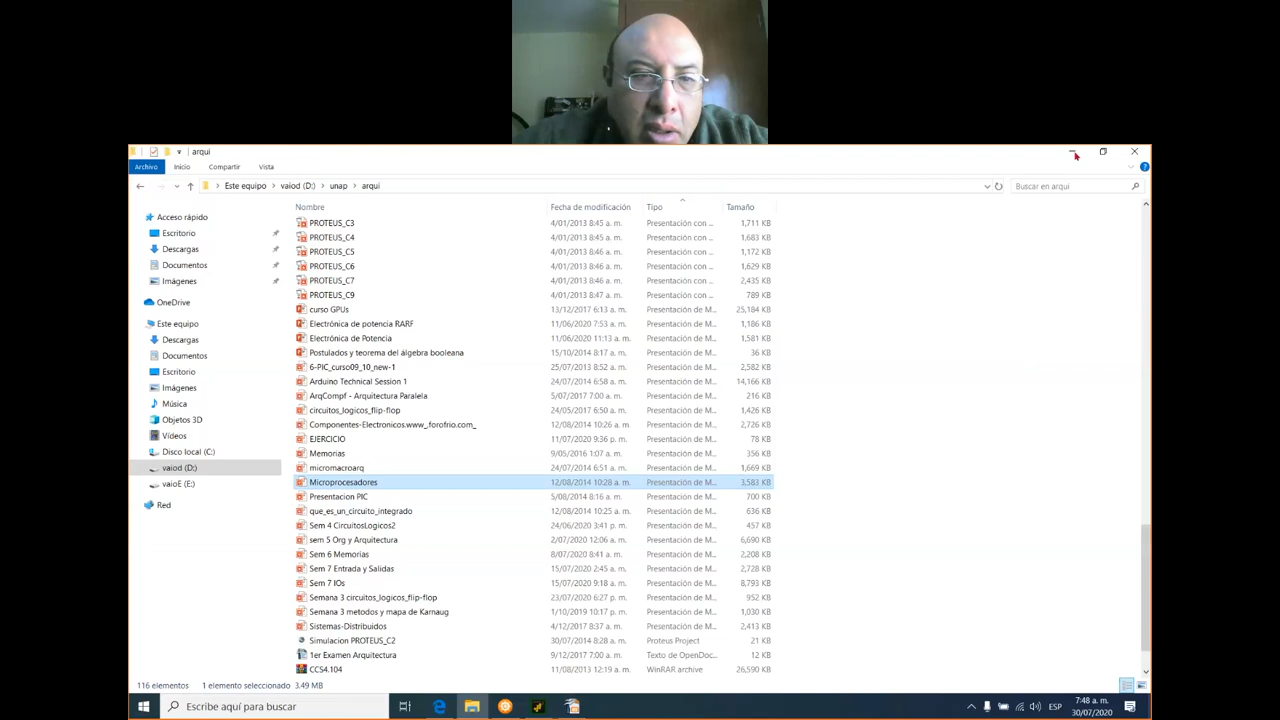 arqui
Archivo Inicio Compartir Vista
Este equipo vaiod (D:) unap arqui Buscar en arqui
Nombre Fecha de modificación Tipo Tamaño
Acceso rápido
Escritorio
Descargas
Documentos
Imágenes
OneDrive
Este equipo
Descargas
Documentos
Escritorio
Imágenes
Música
Objetos 3D
Vídeos
Disco local (C:)
vaiod (D:)
vaioE (E:)
Red
PROTEUS_C3 4/01/2013 8:45 a. m. Presentación con ... 1,711 KB
PROTEUS_C4 4/01/2013 8:45 a. m. Presentación con ... 1,683 KB
PROTEUS_C5 4/01/2013 8:46 a. m. Presentación con ... 1,172 KB
PROTEUS_C6 4/01/2013 8:46 a. m. Presentación con ... 1,629 KB
PROTEUS_C7 4/01/2013 8:46 a. m. Presentación con ... 2,435 KB
PROTEUS_C9 4/01/2013 8:47 a. m. Presentación con ... 789 KB
curso GPUs 13/12/2017 6:13 a. m. Presentación de M... 25,184 KB
Electrónica de potencia RARF 11/06/2020 7:53 a. m. Presentación de M... 1,186 KB
Electrónica de Potencia 11/06/2020 11:13 a. m. Presentación de M... 1,581 KB
Postulados y teorema del álgebra booleana 15/10/2014 8:17 a. m. Presentación de M... 36 KB
6-PIC_curso09_10_new-1 25/07/2013 8:52 a. m. Presentación de M... 2,582 KB
Arduino Technical Session 1 24/07/2014 6:58 a. m. Presentación de M... 14,166 KB
ArqCompf - Arquitectura Paralela 5/07/2017 7:00 a. m. Presentación de M... 216 KB
circuitos_logicos_flip-flop 24/05/2017 6:50 a. m. Presentación de M... 1,426 KB
Componentes-Electronicos.www_.forofrio.com_ 12/08/2014 10:26 a. m. Presentación de M... 2,726 KB
EJERCICIO 11/07/2020 9:36 p. m. Presentación de M... 78 KB
Memorias 9/05/2016 1:07 a. m. Presentación de M... 356 KB
micromacroarq 24/07/2014 6:51 a. m. Presentación de M... 1,669 KB
Microprocesadores 12/08/2014 10:28 a. m. Presentación de M... 3,583 KB
Presentacion PIC 5/08/2014 8:16 a. m. Presentación de M... 700 KB
que_es_un_circuito_integrado 12/08/2014 10:25 a. m. Presentación de M... 636 KB
Sem 4 CircuitosLogicos2 24/06/2020 3:41 p. m. Presentación de M... 457 KB
sem 5 Org y Arquitectura 2/07/2020 12:06 a. m. Presentación de M... 6,690 KB
Sem 6 Memorias 8/07/2020 8:41 a. m. Presentación de M... 2,208 KB
Sem 7 Entrada y Salidas 15/07/2020 2:45 a. m. Presentación de M... 2,728 KB
Sem 7 IOs 15/07/2020 9:18 a. m. Presentación de M... 8,793 KB
Semana 3 circuitos_logicos_flip-flop 23/07/2020 6:27 p. m. Presentación de M... 952 KB
Semana 3 metodos y mapa de Karnaug 1/10/2019 10:17 p. m. Presentación de M... 1,030 KB
Sistemas-Distribuidos 4/12/2017 8:37 a. m. Presentación de M... 2,413 KB
Simulacion PROTEUS_C2 30/07/2014 8:28 a. m. Proteus Project 21 KB
1er Examen Arquitectura 9/12/2017 7:00 a. m. Texto de OpenDoc... 12 KB
CCS4.104 11/08/2013 12:19 a. m. WinRAR archive 26,590 KB
116 elementos 1 elemento seleccionado 3.49 MB
Escribe aquí para buscar ESP 7:48 a. m.
30/07/2020